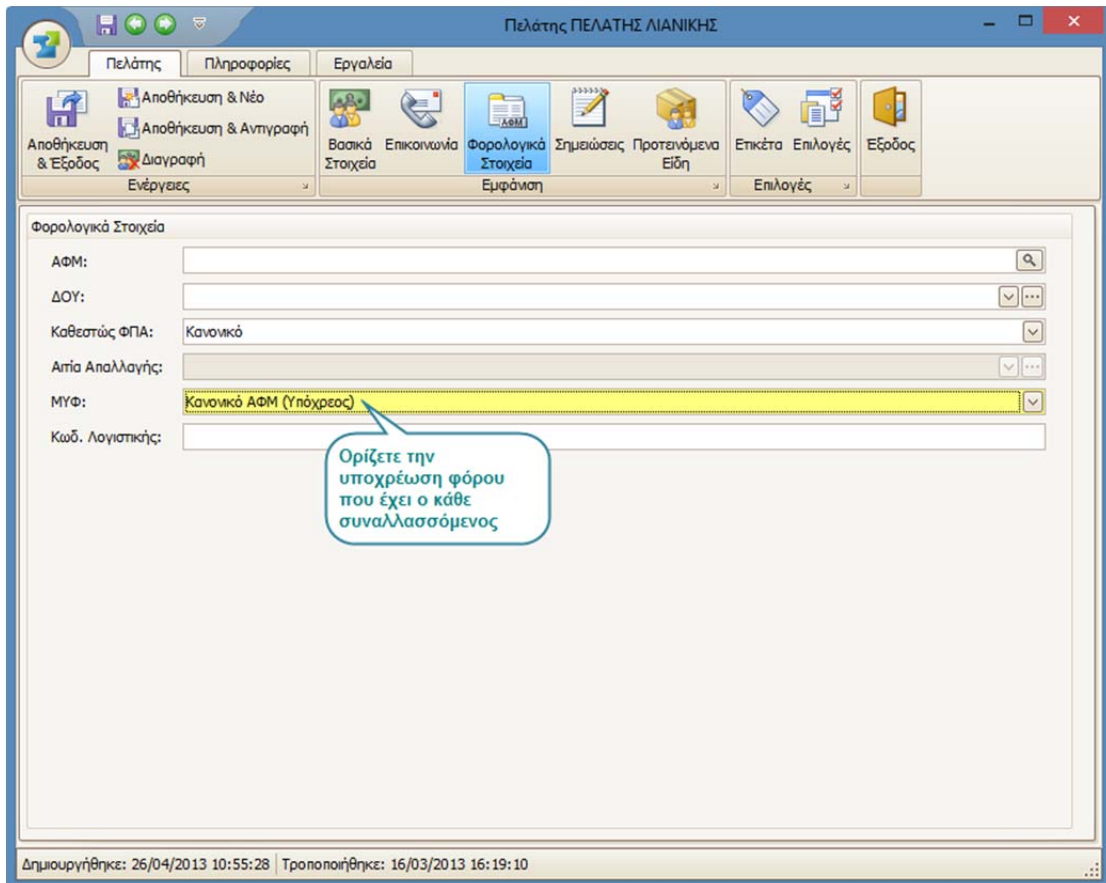 Πελάτης ΠΕΛΑΤΗΣ ΛΙΑΝΙΚΗΣ
Πελάτης Πληροφορίες Εργαλεία
Αποθήκευση & Έξοδος
Αποθήκευση & Νέο
Αποθήκευση & Αντιγραφή
Διαγραφή
Βασικά Στοιχεία
Επικοινωνία
ΑΦΜ
Φορολογικά Στοιχεία
Σημειώσεις
Προτεινόμενα Είδη
Ετικέτα
Επιλογές
Έξοδος
Ενέργειες Εμφάνιση Επιλογές
Φορολογικά Στοιχεία
ΑΦΜ:
ΔΟΥ:
Καθεστώς ΦΠΑ: Κανονικό
Αιτία Απαλλαγής:
ΜΥΦ: Κανονικό ΑΦΜ (Υπόχρεος)
Κωδ. Λογιστικής:
Ορίζετε την
υποχρέωση φόρου
που έχει ο κάθε
συναλλασσόμενος
Δημιουργήθηκε: 26/04/2013 10:55:28 Τροποποιήθηκε: 16/03/2013 16:19:10